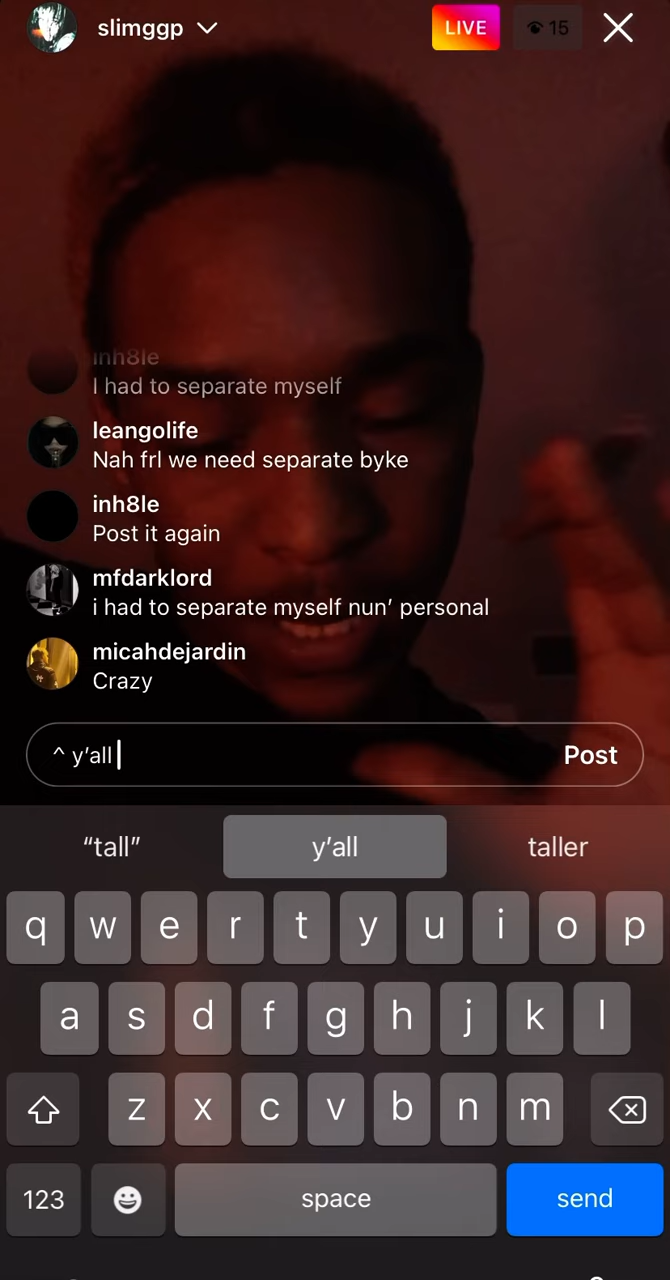 slimggp
LIVE
15
inh8le
I had to separate myself
leangolife
Nah frl we need separate byke
inh8le
Post it again
mfdarklord
i had to separate myself nun’ personal
micahdejardin
Crazy
^ y’all
Post
“tall” y’all taller
q w e r t y u i o p
a s d f g h j k l
z x c v b n m
123 space send